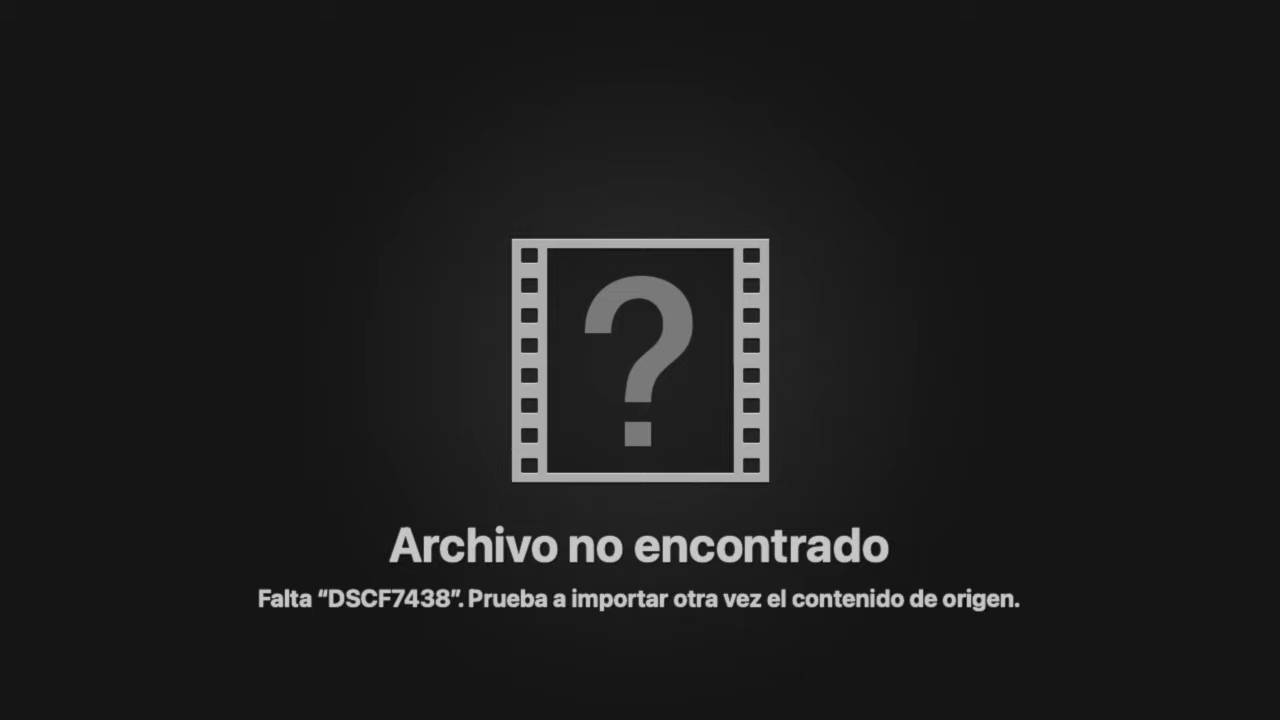 ?
Archivo no encontrado
Falta “DSCF7438”. Prueba a importar otra vez el contenido de origen.